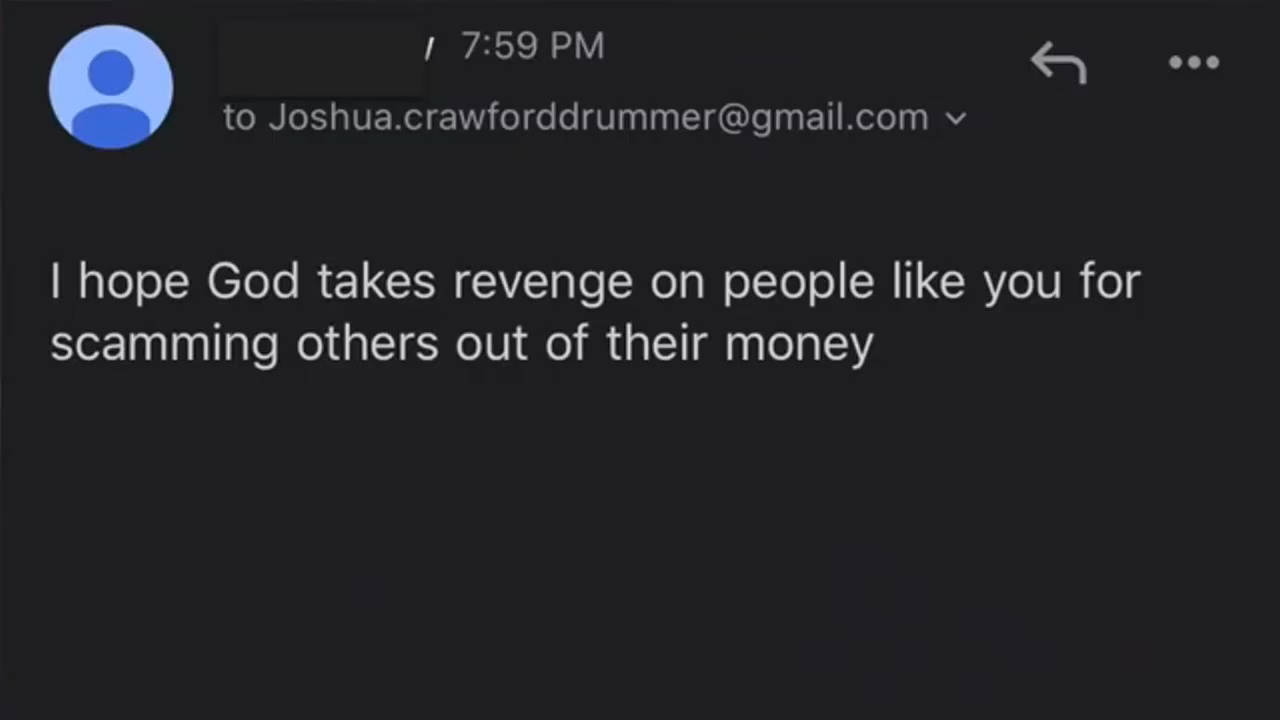 7:59 PM
to Joshua.crawforddrummer@gmail.com
I hope God takes revenge on people like you for
scamming others out of their money